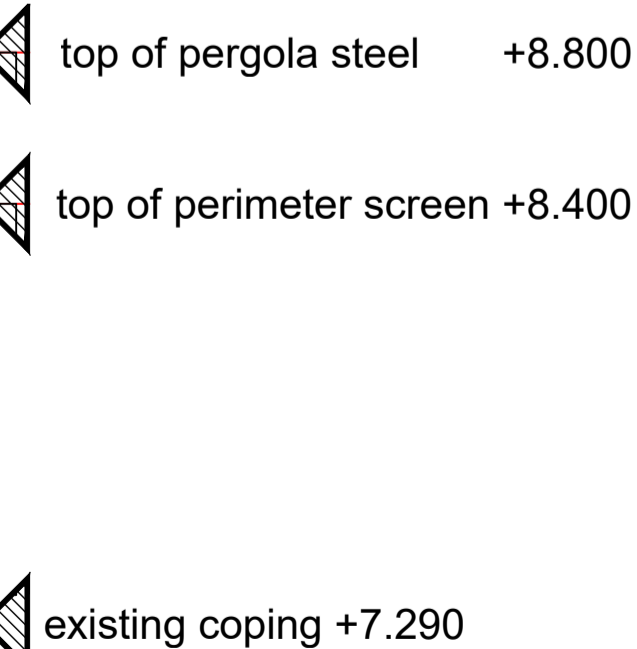 top of pergola steel +8.800
top of perimeter screen +8.400
existing coping +7.290